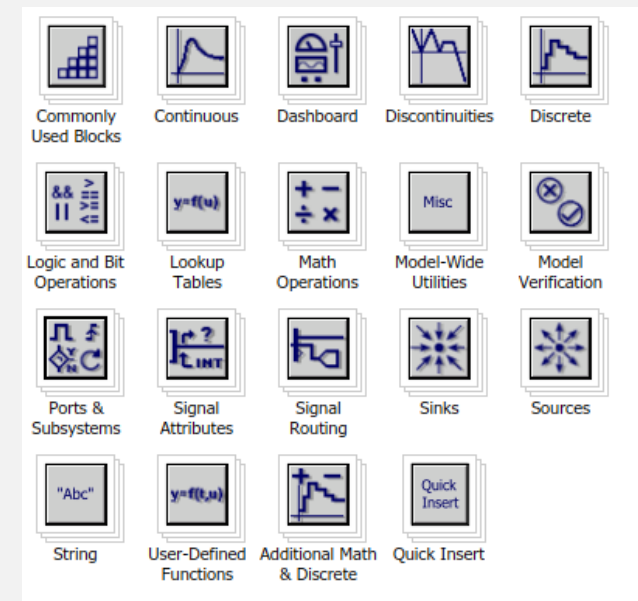 Commonly
Used Blocks
Continuous
Dashboard
Discontinuities
Discrete
&& >
==
|| >=
<=
Logic and Bit
Operations
y=f(u)
Lookup
Tables
+ −
÷ ×
Math
Operations
Misc
Model-Wide
Utilities
Model
Verification
Y
N
Ports &
Subsystems
?
INT
Signal
Attributes
Signal
Routing
Sinks
Sources
"Abc"
String
y=f(t,u)
User-Defined
Functions
+ −
Additional Math
& Discrete
Quick
Insert
Quick Insert